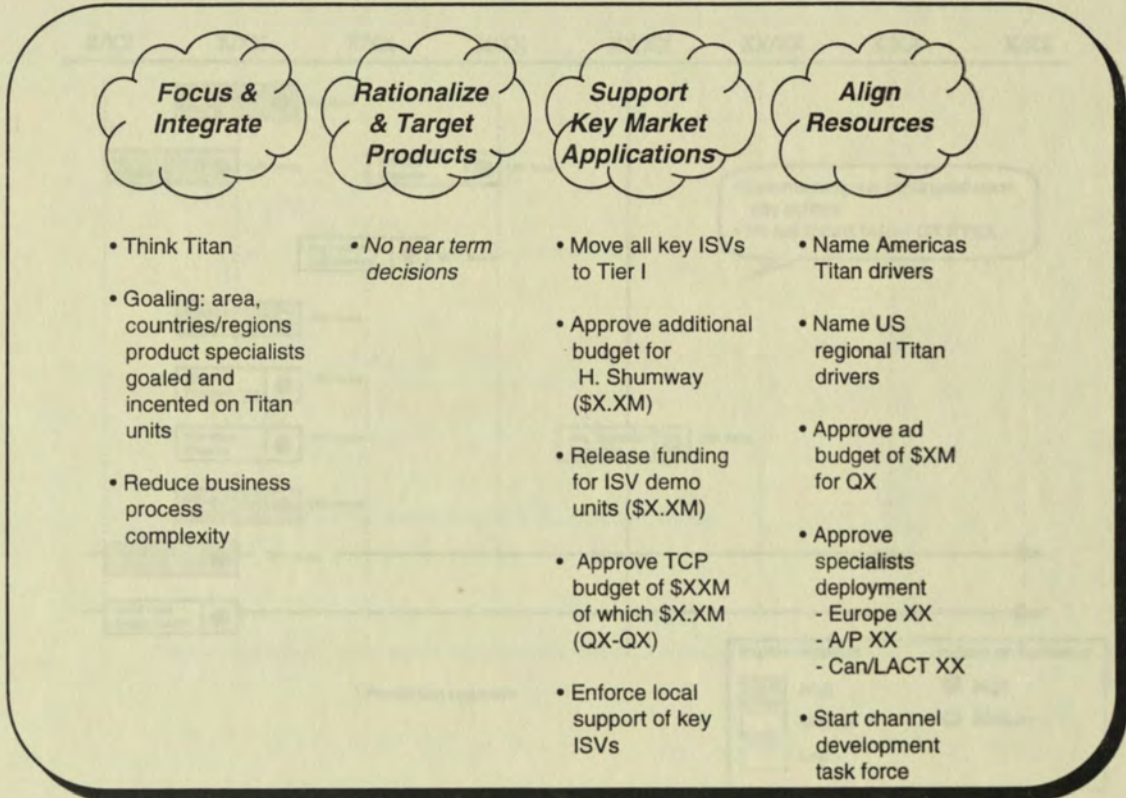 Focus &
Integrate
Rationalize
& Target
Products
Support
Key Market
Applications
Align
Resources
• Think Titan
• Goaling: area,
countries/regions
product specialists
goaled and
incented on Titan
units
• Reduce business
process
complexity
• No near term
decisions
• Move all key ISVs
to Tier I
• Approve additional
budget for
H. Shumway
($X.XM)
• Release funding
for ISV demo
units ($X.XM)
• Approve TCP
budget of $XXM
of which $X.XM
(QX-QX)
• Enforce local
support of key
ISVs
• Name Americas
Titan drivers
• Name US
regional Titan
drivers
• Approve ad
budget of $XM
for QX
• Approve
specialists
deployment
- Europe XX
- A/P XX
- Can/LACT XX
• Start channel
development
task force